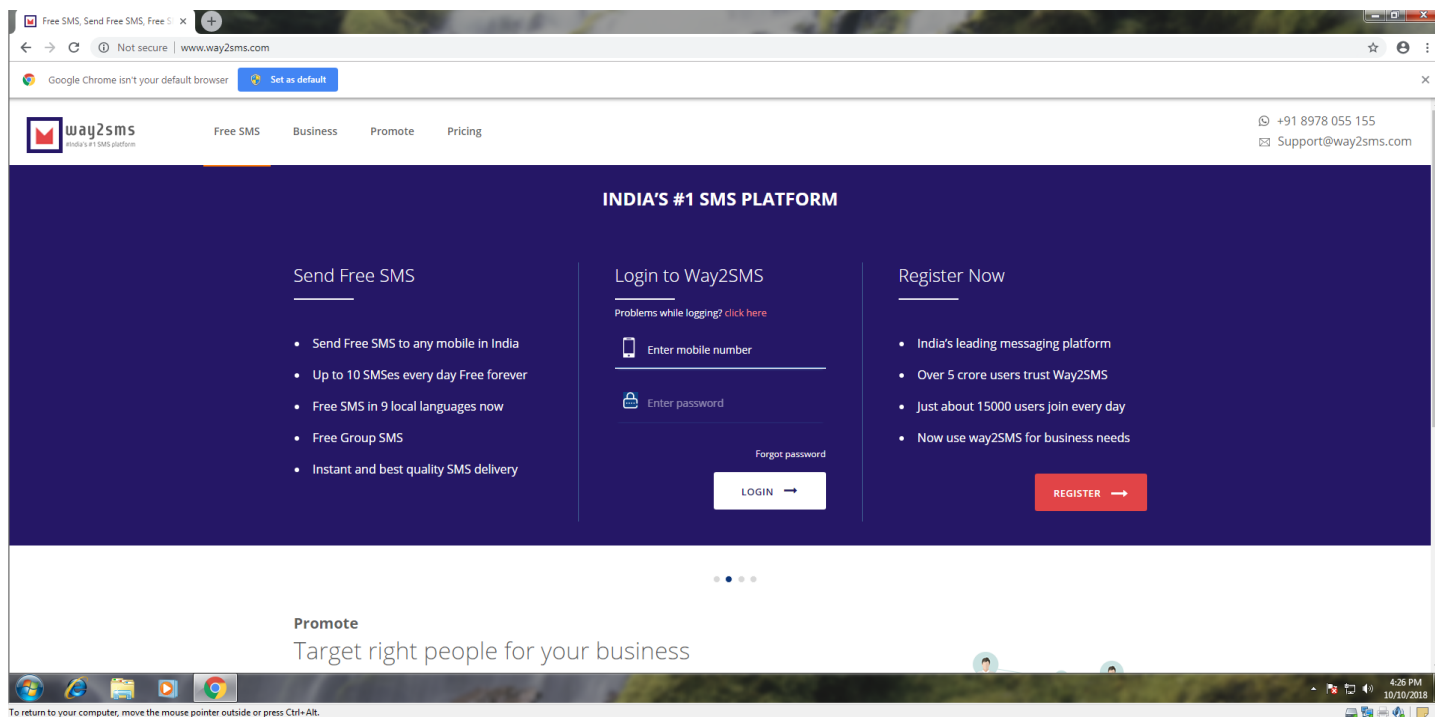 Free SMS, Send Free SMS, Free S
Not secure | www.way2sms.com
Google Chrome isn't your default browser
Set as default
way2sms
#India's #1 SMS platform
Free SMS
Business
Promote
Pricing
+91 8978 055 155
Support@way2sms.com
INDIA'S #1 SMS PLATFORM
Send Free SMS
Send Free SMS to any mobile in India
Up to 10 SMSes every day Free forever
Free SMS in 9 local languages now
Free Group SMS
Instant and best quality SMS delivery
Login to Way2SMS
Problems while logging? click here
Enter mobile number
Enter password
Forgot password
LOGIN
Register Now
India's leading messaging platform
Over 5 crore users trust Way2SMS
Just about 15000 users join every day
Now use way2SMS for business needs
REGISTER
Promote
Target right people for your business
4:26 PM
10/10/2018
To return to your computer, move the mouse pointer outside or press Ctrl+Alt.